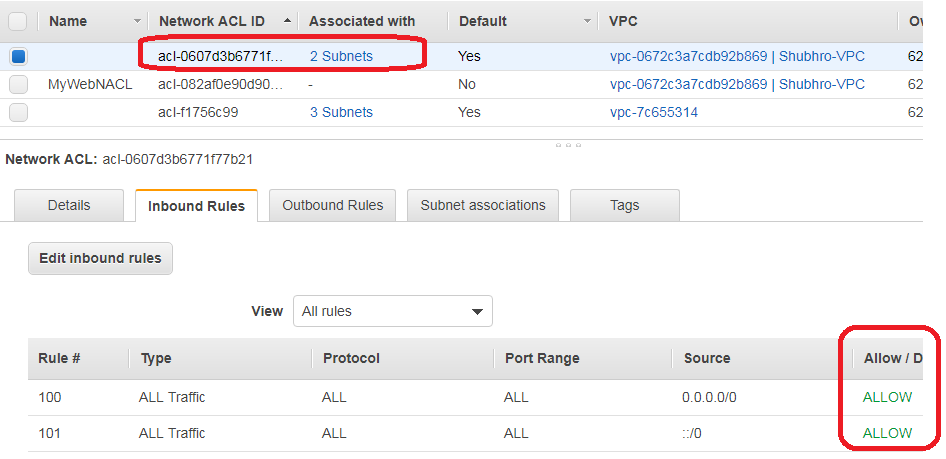 Name Network ACL ID Associated with Default VPC Ov
acl-0607d3b6771f... 2 Subnets Yes vpc-0672c3a7cdb92b869 | Shubhro-VPC 62
MyWebNACL acl-082af0e90d90... - No vpc-0672c3a7cdb92b869 | Shubhro-VPC 62
acl-f1756c99 3 Subnets Yes vpc-7c655314 62
Network ACL: acl-0607d3b6771f77b21
Details Inbound Rules Outbound Rules Subnet associations Tags
Edit inbound rules
View All rules
Rule # Type Protocol Port Range Source Allow / D
100 ALL Traffic ALL ALL 0.0.0.0/0 ALLOW
101 ALL Traffic ALL ALL ::/0 ALLOW